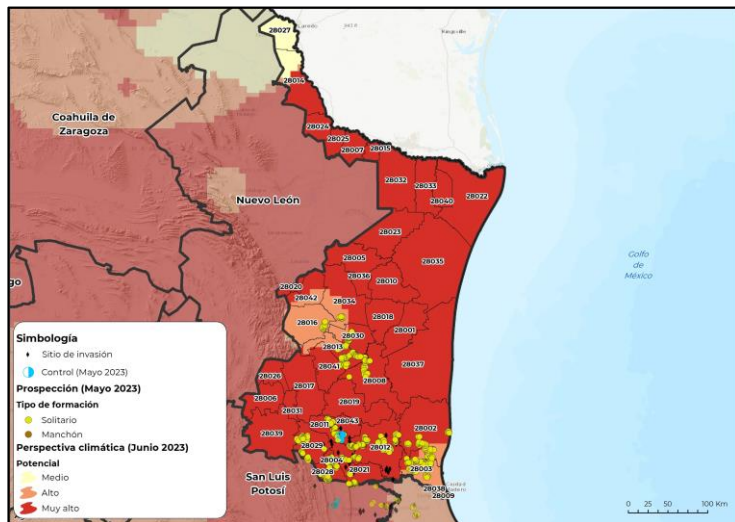 Laredo
Kingsville
28027
28014
Coahuila de
Zaragoza
28024
28025
28007
28015
28032
28033
28040
28022
Nuevo León
28023
28005
28035
28036
28010
28020
28042
28034
28016
28018
28001
28030
28013
28041
28037
28008
28026
28017
28006
28019
28031
28011
28043
28002
28039
28029
28012
28004
28003
28021
28028
28038
28009
San Luis
Potosí
Golfo
de
México
go
Simbología
Sitio de invasión
Control (Mayo 2023)
Prospección (Mayo 2023)
Tipo de formación
Solitario
Manchón
Perspectiva climática (Junio 2023)
Potencial
Medio
Alto
Muy alto
0 25 50 100 Km